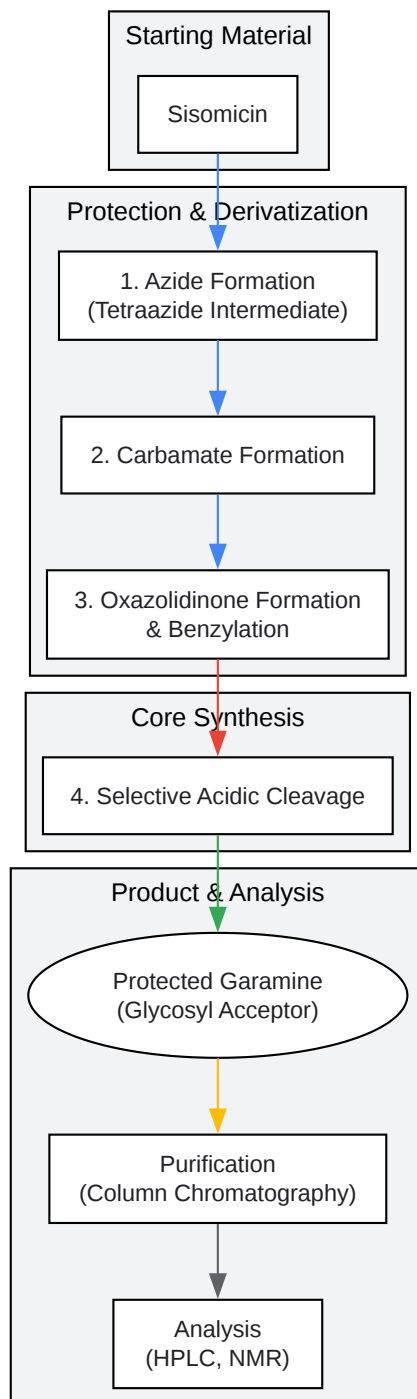 Starting Material
Sisomicin
Protection & Derivatization
1. Azide Formation
(Tetraazide Intermediate)
2. Carbamate Formation
3. Oxazolidinone Formation
& Benzylation
Core Synthesis
4. Selective Acidic Cleavage
Product & Analysis
Protected Garamine
(Glycosyl Acceptor)
Purification
(Column Chromatography)
Analysis
(HPLC, NMR)